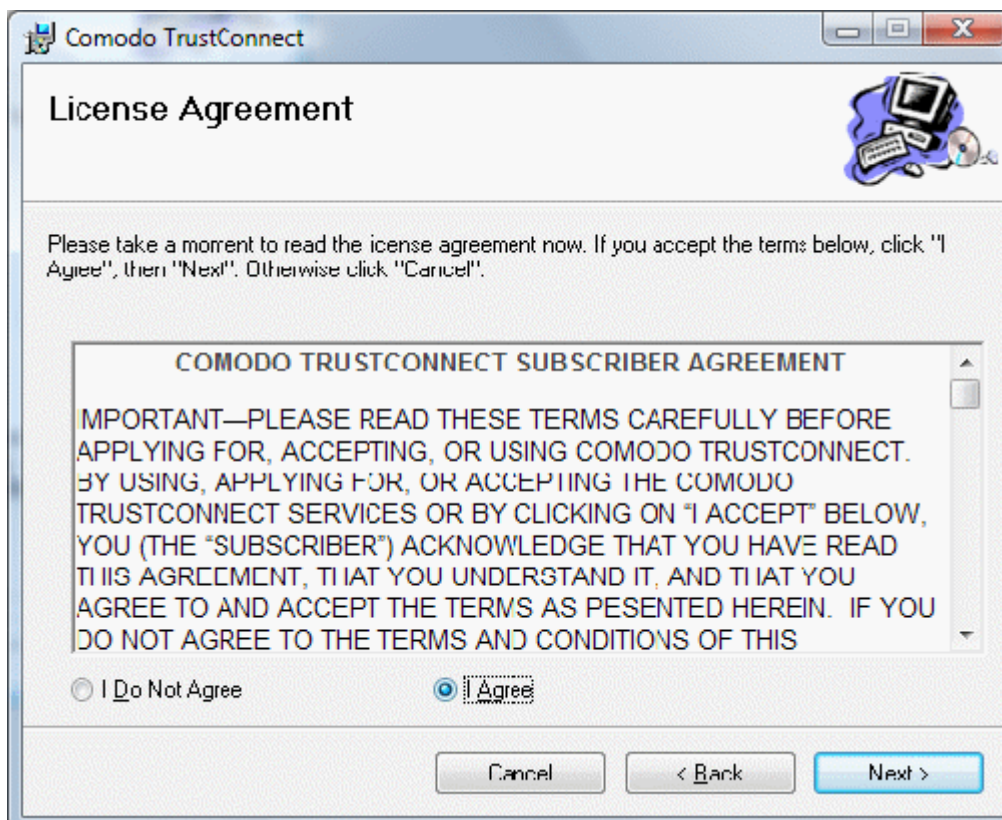 Comodo TrustConnect
License Agreement
Please take a moment to read the license agreement now. If you accept the terms below, click "I
Agree", then "Next". Otherwise click "Cancel".
COMODO TRUSTCONNECT SUBSCRIBER AGREEMENT
IMPORTANT—PLEASE READ THESE TERMS CAREFULLY BEFORE
APPLYING FOR, ACCEPTING, OR USING COMODO TRUSTCONNECT.
BY USING, APPLYING FOR, OR ACCEPTING THE COMODO
TRUSTCONNECT SERVICES OR BY CLICKING ON “I ACCEPT” BELOW,
YOU (THE “SUBSCRIBER”) ACKNOWLEDGE THAT YOU HAVE READ
THIS AGREEMENT, THAT YOU UNDERSTAND IT, AND THAT YOU
AGREE TO AND ACCEPT THE TERMS AS PESENTED HEREIN. IF YOU
DO NOT AGREE TO THE TERMS AND CONDITIONS OF THIS
I Do Not Agree
I Agree
Cancel
< Back
Next >